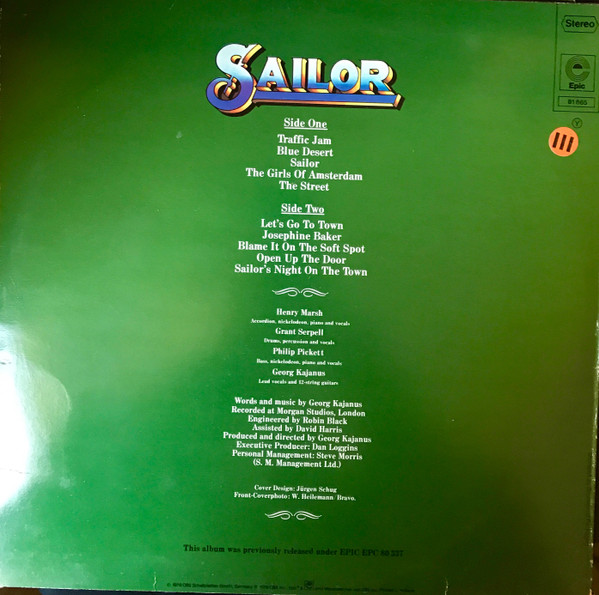 Stereo
Epic
SAILOR
Side One
Traffic Jam
Blue Desert
Sailor
The Girls Of Amsterdam
The Street
Side Two
Let's Go To Town
Josephine Baker
Blame It On The Soft Spot
Open Up The Door
Sailor's Night On The Town
Henry Marsh
Accordion, nickelodeon, piano and vocals
Grant Serpell
Drums, percussion and vocals
Philip Pickett
Bass, nickelodeon, piano and vocals
Georg Kajanus
Lead vocals and 12-string guitars
Words and music by Georg Kajanus
Recorded at Morgan Studios, London
Engineered by Robin Black
Assisted by David Harris
Produced and directed by Georg Kajanus
Executive Producer: Dan Loggins
Personal Management: Steve Morris
(S. M. Management Ltd.)
Cover Design: Jürgen Schug
Front-Coverphoto: W. Heilemann/Bravo.
This album was previously released under EPIC EPC 80 337
III